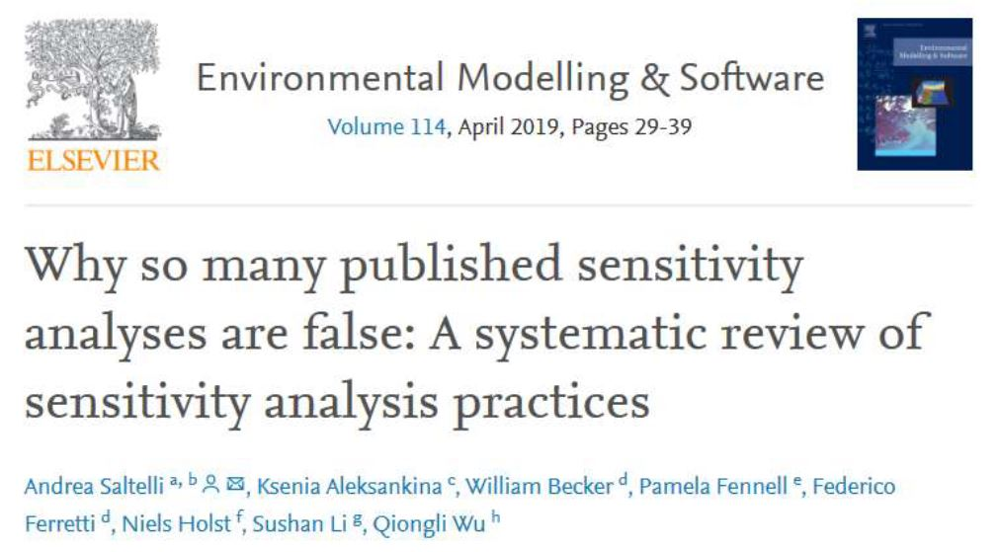 Environmental Modelling & Software
Volume 114, April 2019, Pages 29-39
ELSEVIER
Environmental
Modelling & Software
Why so many published sensitivity
analyses are false: A systematic review of
sensitivity analysis practices
Andrea Saltelli a, b, Ksenia Aleksankina c, William Becker d, Pamela Fennell e, Federico
Ferretti d, Niels Holst f, Sushan Li g, Qiongli Wu h